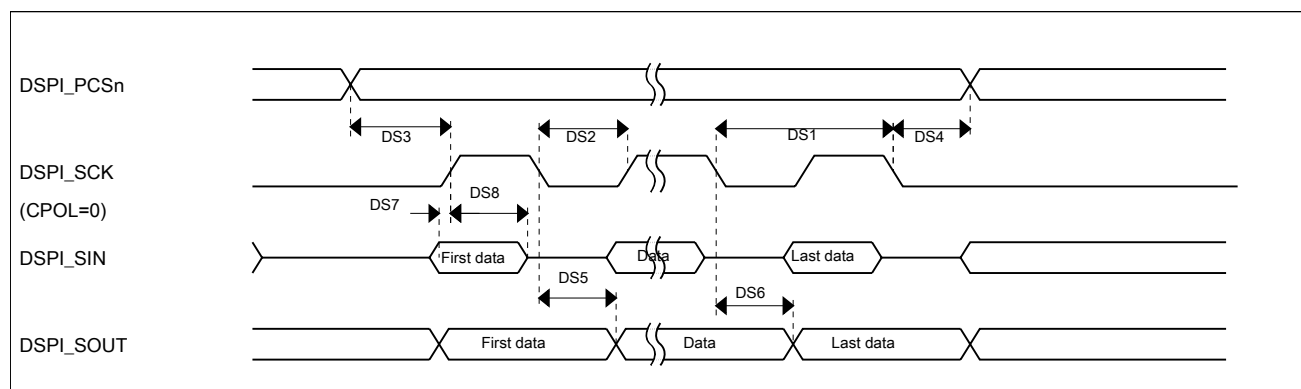 DSPI_PCSn
DS3
DS2
DS1
DS4
DSPI_SCK
(CPOL=0)
DS7
DS8
DSPI_SIN
First data
Data
Last data
DS5
DS6
DSPI_SOUT
First data
Data
Last data